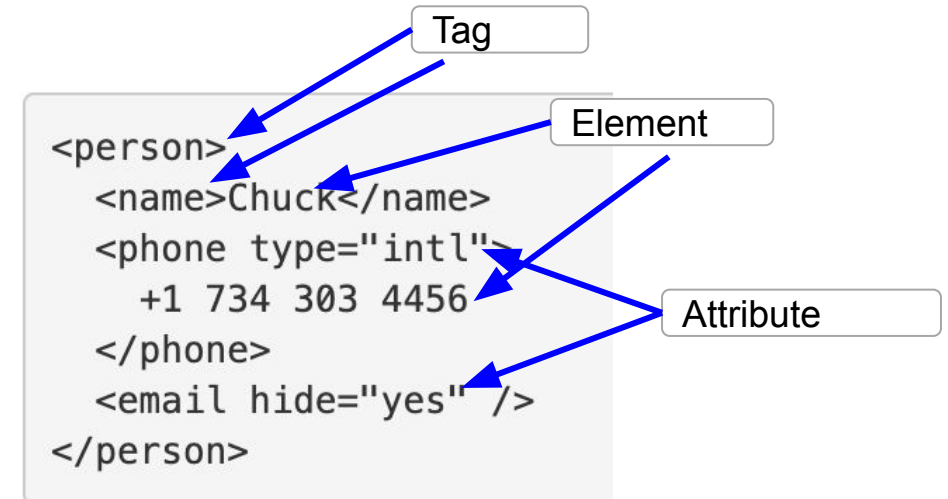 Tag
Element
<person>
  <name>Chuck</name>
  <phone type="intl">
    +1 734 303 4456
  </phone>
  <email hide="yes" />
</person>
Attribute